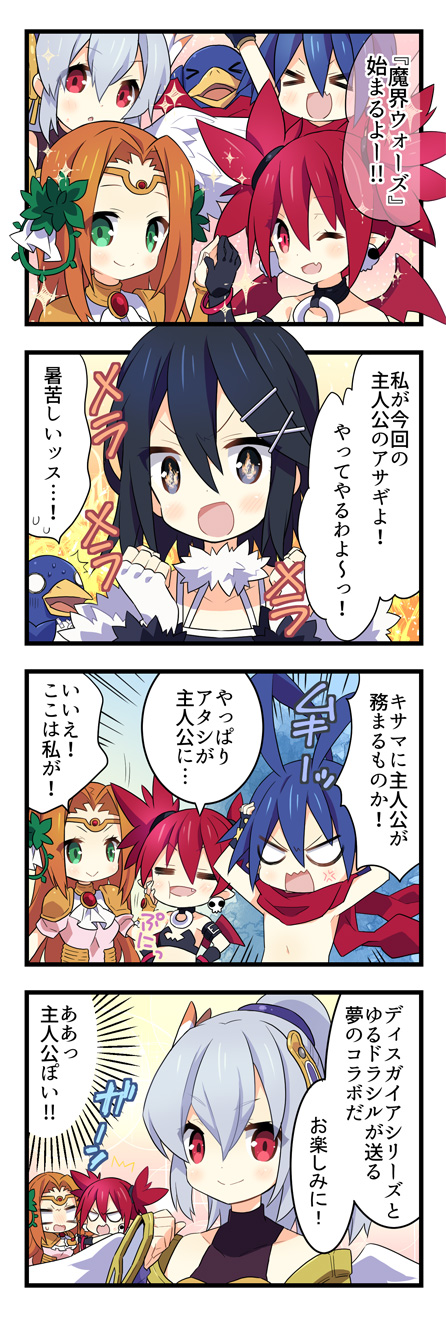 『魔界ウォーズ』
始まるよー!!
私が今回の
主人公のアサギよ！
やってやるわよ〜っ！
メラ
メラ
メラ
暑苦しいッス…！
キサマに主人公が
務まるものか！
ムキーッ
やっぱり
アタシが
主人公に…
ぷにっ
いいえ！
ここは私が！
ディスガイアシリーズと
ゆるドラシルが送る
夢のコラボだ
お楽しみに！
ああっ
主人公ぽい!!
ガーン